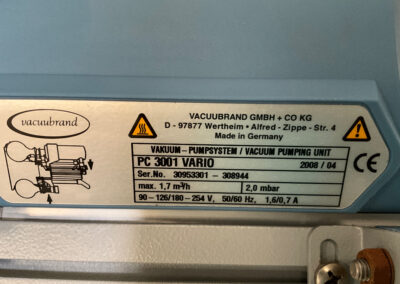 vacuubrand
VACUUBRAND GMBH + CO KG
D - 97877 Wertheim • Alfred - Zippe - Str. 4
Made in Germany
VAKUUM - PUMPSYSTEM / VACUUM PUMPING UNIT
PC 3001 VARIO 2008 / 04
Ser.No. 30953301 - 308944
max. 1,7 m³/h 2,0 mbar
90 - 126/180 - 254 V, 50/60 Hz, 1,6/0,7 A
CE